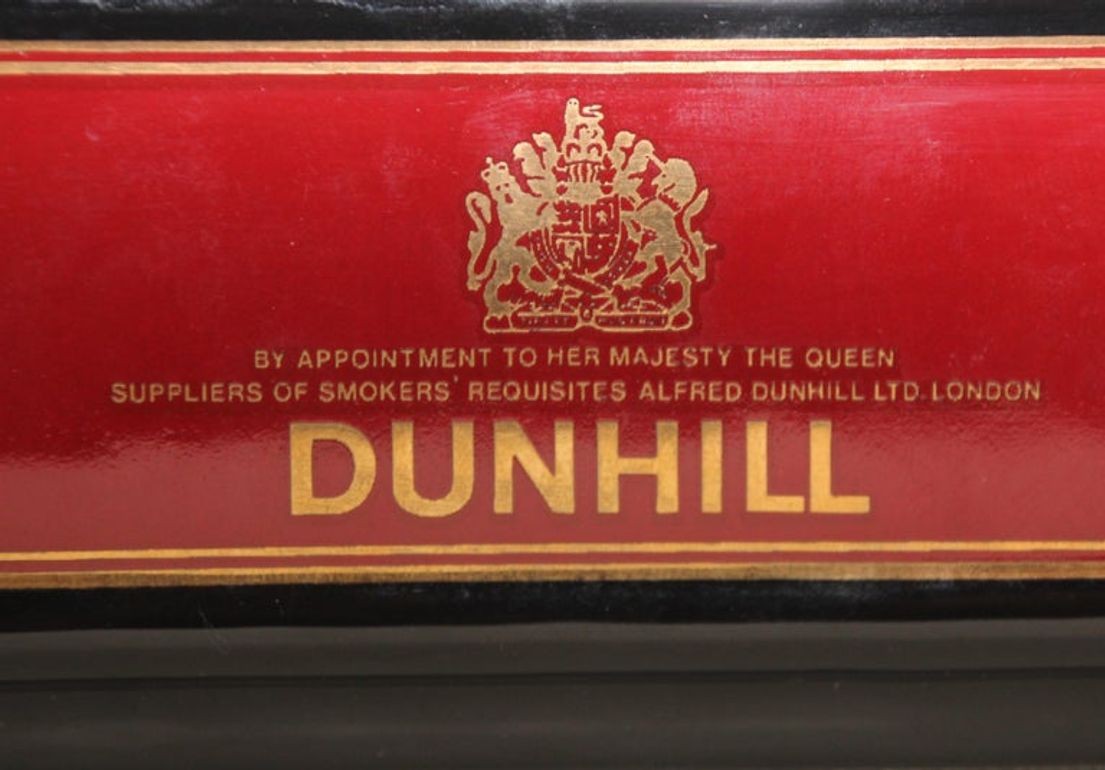 BY APPOINTMENT TO HER MAJESTY THE QUEEN
SUPPLIERS OF SMOKERS' REQUISITES ALFRED DUNHILL LTD. LONDON
DUNHILL